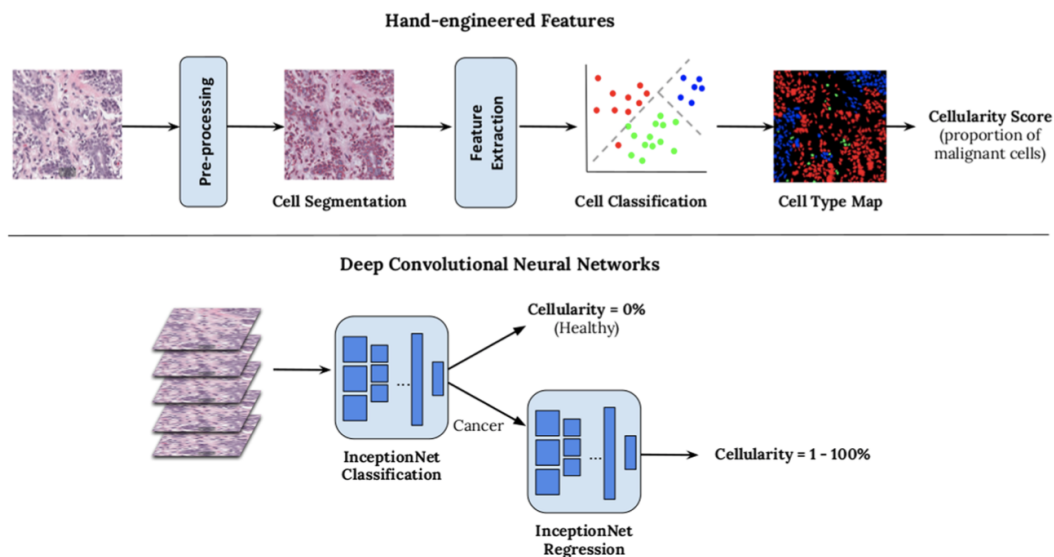 Hand-engineered Features
Pre-processing
Cell Segmentation
Feature
Extraction
Cell Classification
Cell Type Map
Cellularity Score
(proportion of
malignant cells)
Deep Convolutional Neural Networks
InceptionNet
Classification
...
Cellularity = 0%
(Healthy)
Cancer
...
InceptionNet
Regression
Cellularity = 1 - 100%